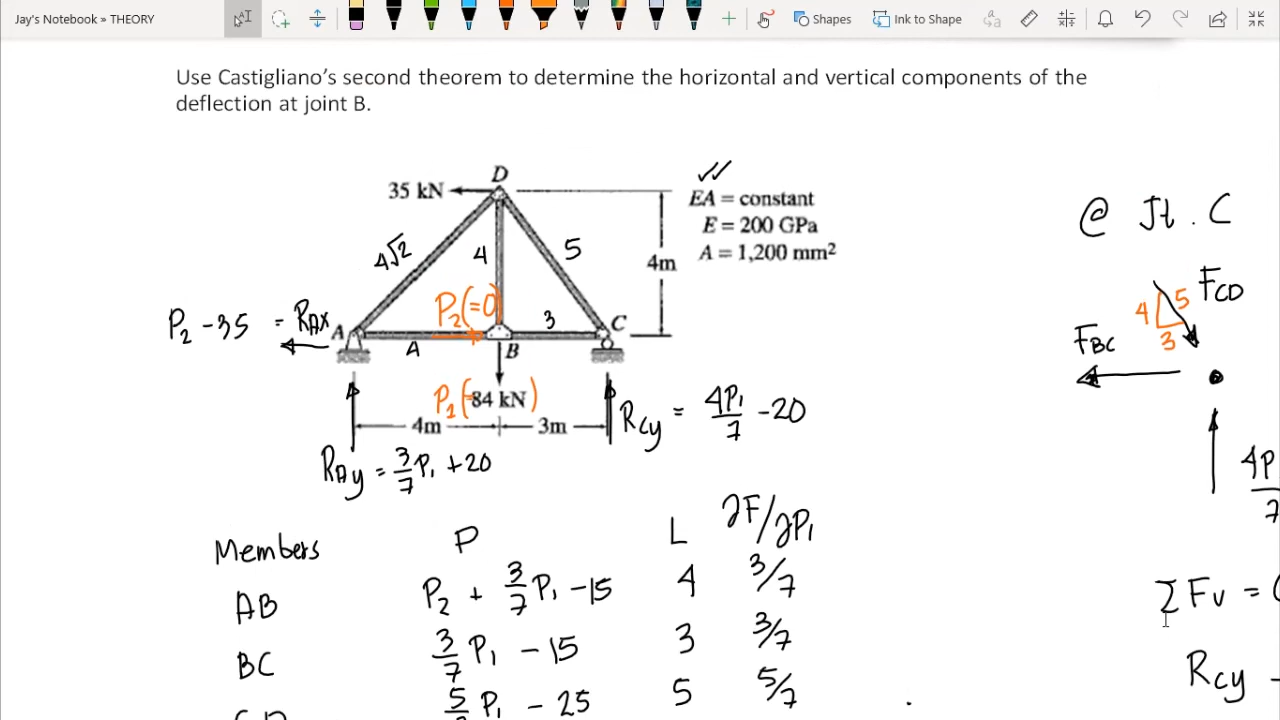 Jay's Notebook » THEORY
Shapes
Ink to Shape
Use Castigliano's second theorem to determine the horizontal and vertical components of the
deflection at joint B.
D
35 kN
EA = constant
E = 200 GPa
A = 1,200 mm²
4√2
4
5
4m
P₂(=0)
3
P₂ -35 = RAX
A
C
A
B
P₁(=84 kN)
4m
3m
RAy = 3/7 P₁ +20
RCy = 4P₁/7 -20
@ Jt. C
FCD
4
5
3
FBC
4P
7
Members
P
L
∂F/∂P₁
AB
P₂ + 3/7 P₁ -15
4
3/7
BC
3/7 P₁ - 15
3
3/7
P₁ - 25
5
5/7
ΣFv =
RCy -